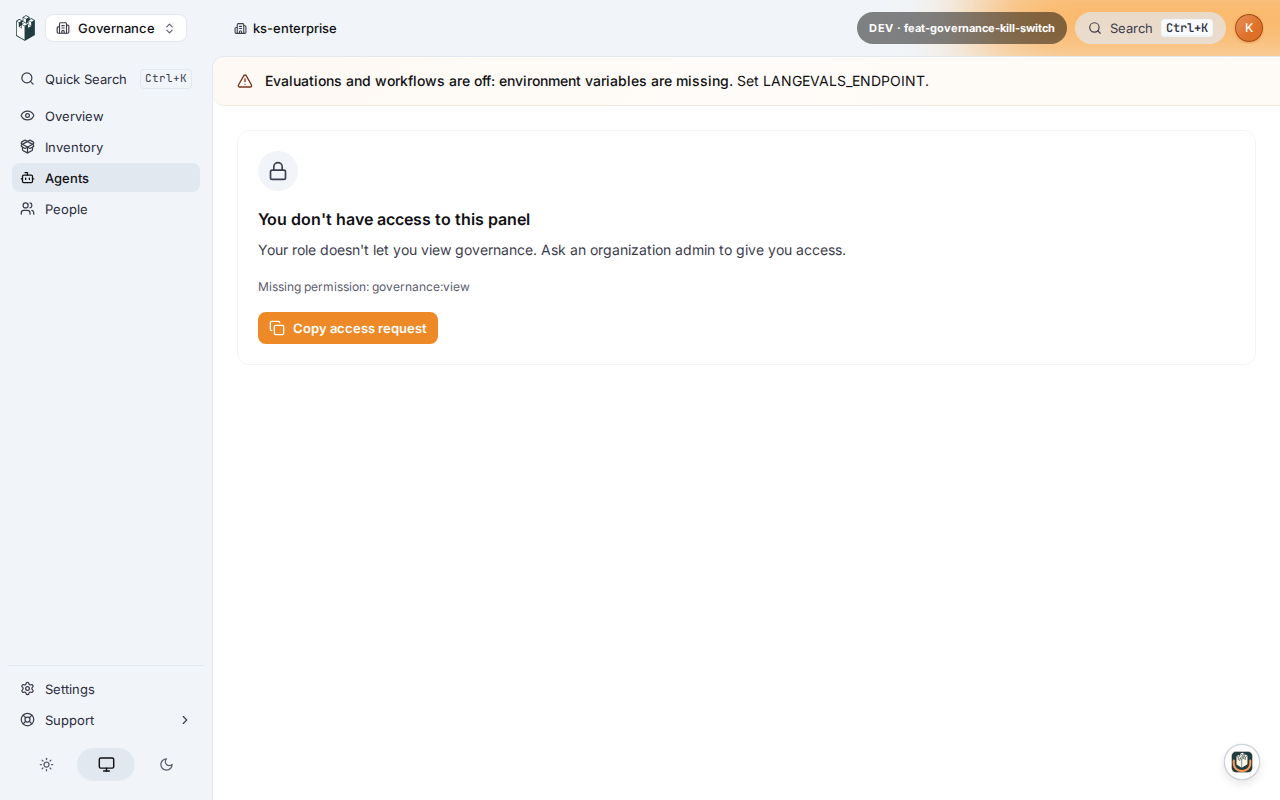 Governance
ks-enterprise
DEV · feat-governance-kill-switch
Search Ctrl+K
K
Quick Search Ctrl+K
Overview
Inventory
Agents
People
Evaluations and workflows are off: environment variables are missing. Set LANGEVALS_ENDPOINT.
You don't have access to this panel
Your role doesn't let you view governance. Ask an organization admin to give you access.
Missing permission: governance:view
Copy access request
Settings
Support